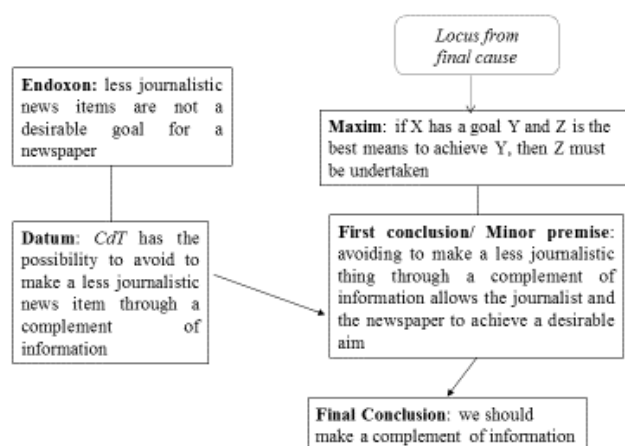 Locus from
final cause
Endoxon: less journalistic
news items are not a
desirable goal for a
newspaper
Maxim: if X has a goal Y and Z is the
best means to achieve Y, then Z must
be undertaken
Datum: CdT has the
possibility to avoid to
make a less journalistic
news item through a
complement of
information
First conclusion/ Minor premise:
avoiding to make a less journalistic
thing through a complement of
information allows the journalist and
the newspaper to achieve a desirable
aim
Final Conclusion: we should
make a complement of information